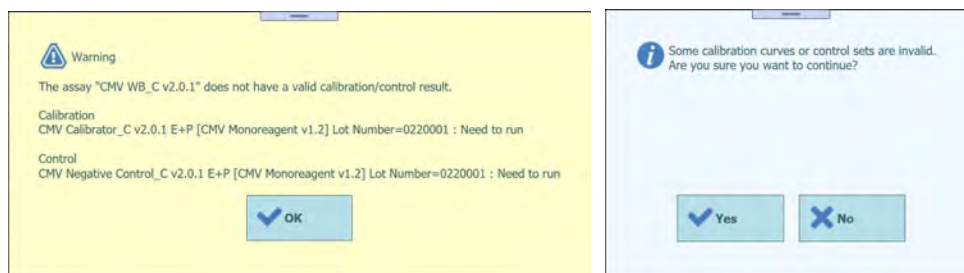 Warning
The assay "CMV WB_C v2.0.1" does not have a valid calibration/control result.
Calibration
CMV Calibrator_C v2.0.1 E+P [CMV Monoreagent v1.2] Lot Number=0220001 : Need to run
Control
CMV Negative Control_C v2.0.1 E+P [CMV Monoreagent v1.2] Lot Number=0220001 : Need to run
OK
Some calibration curves or control sets are invalid.
Are you sure you want to continue?
Yes
No